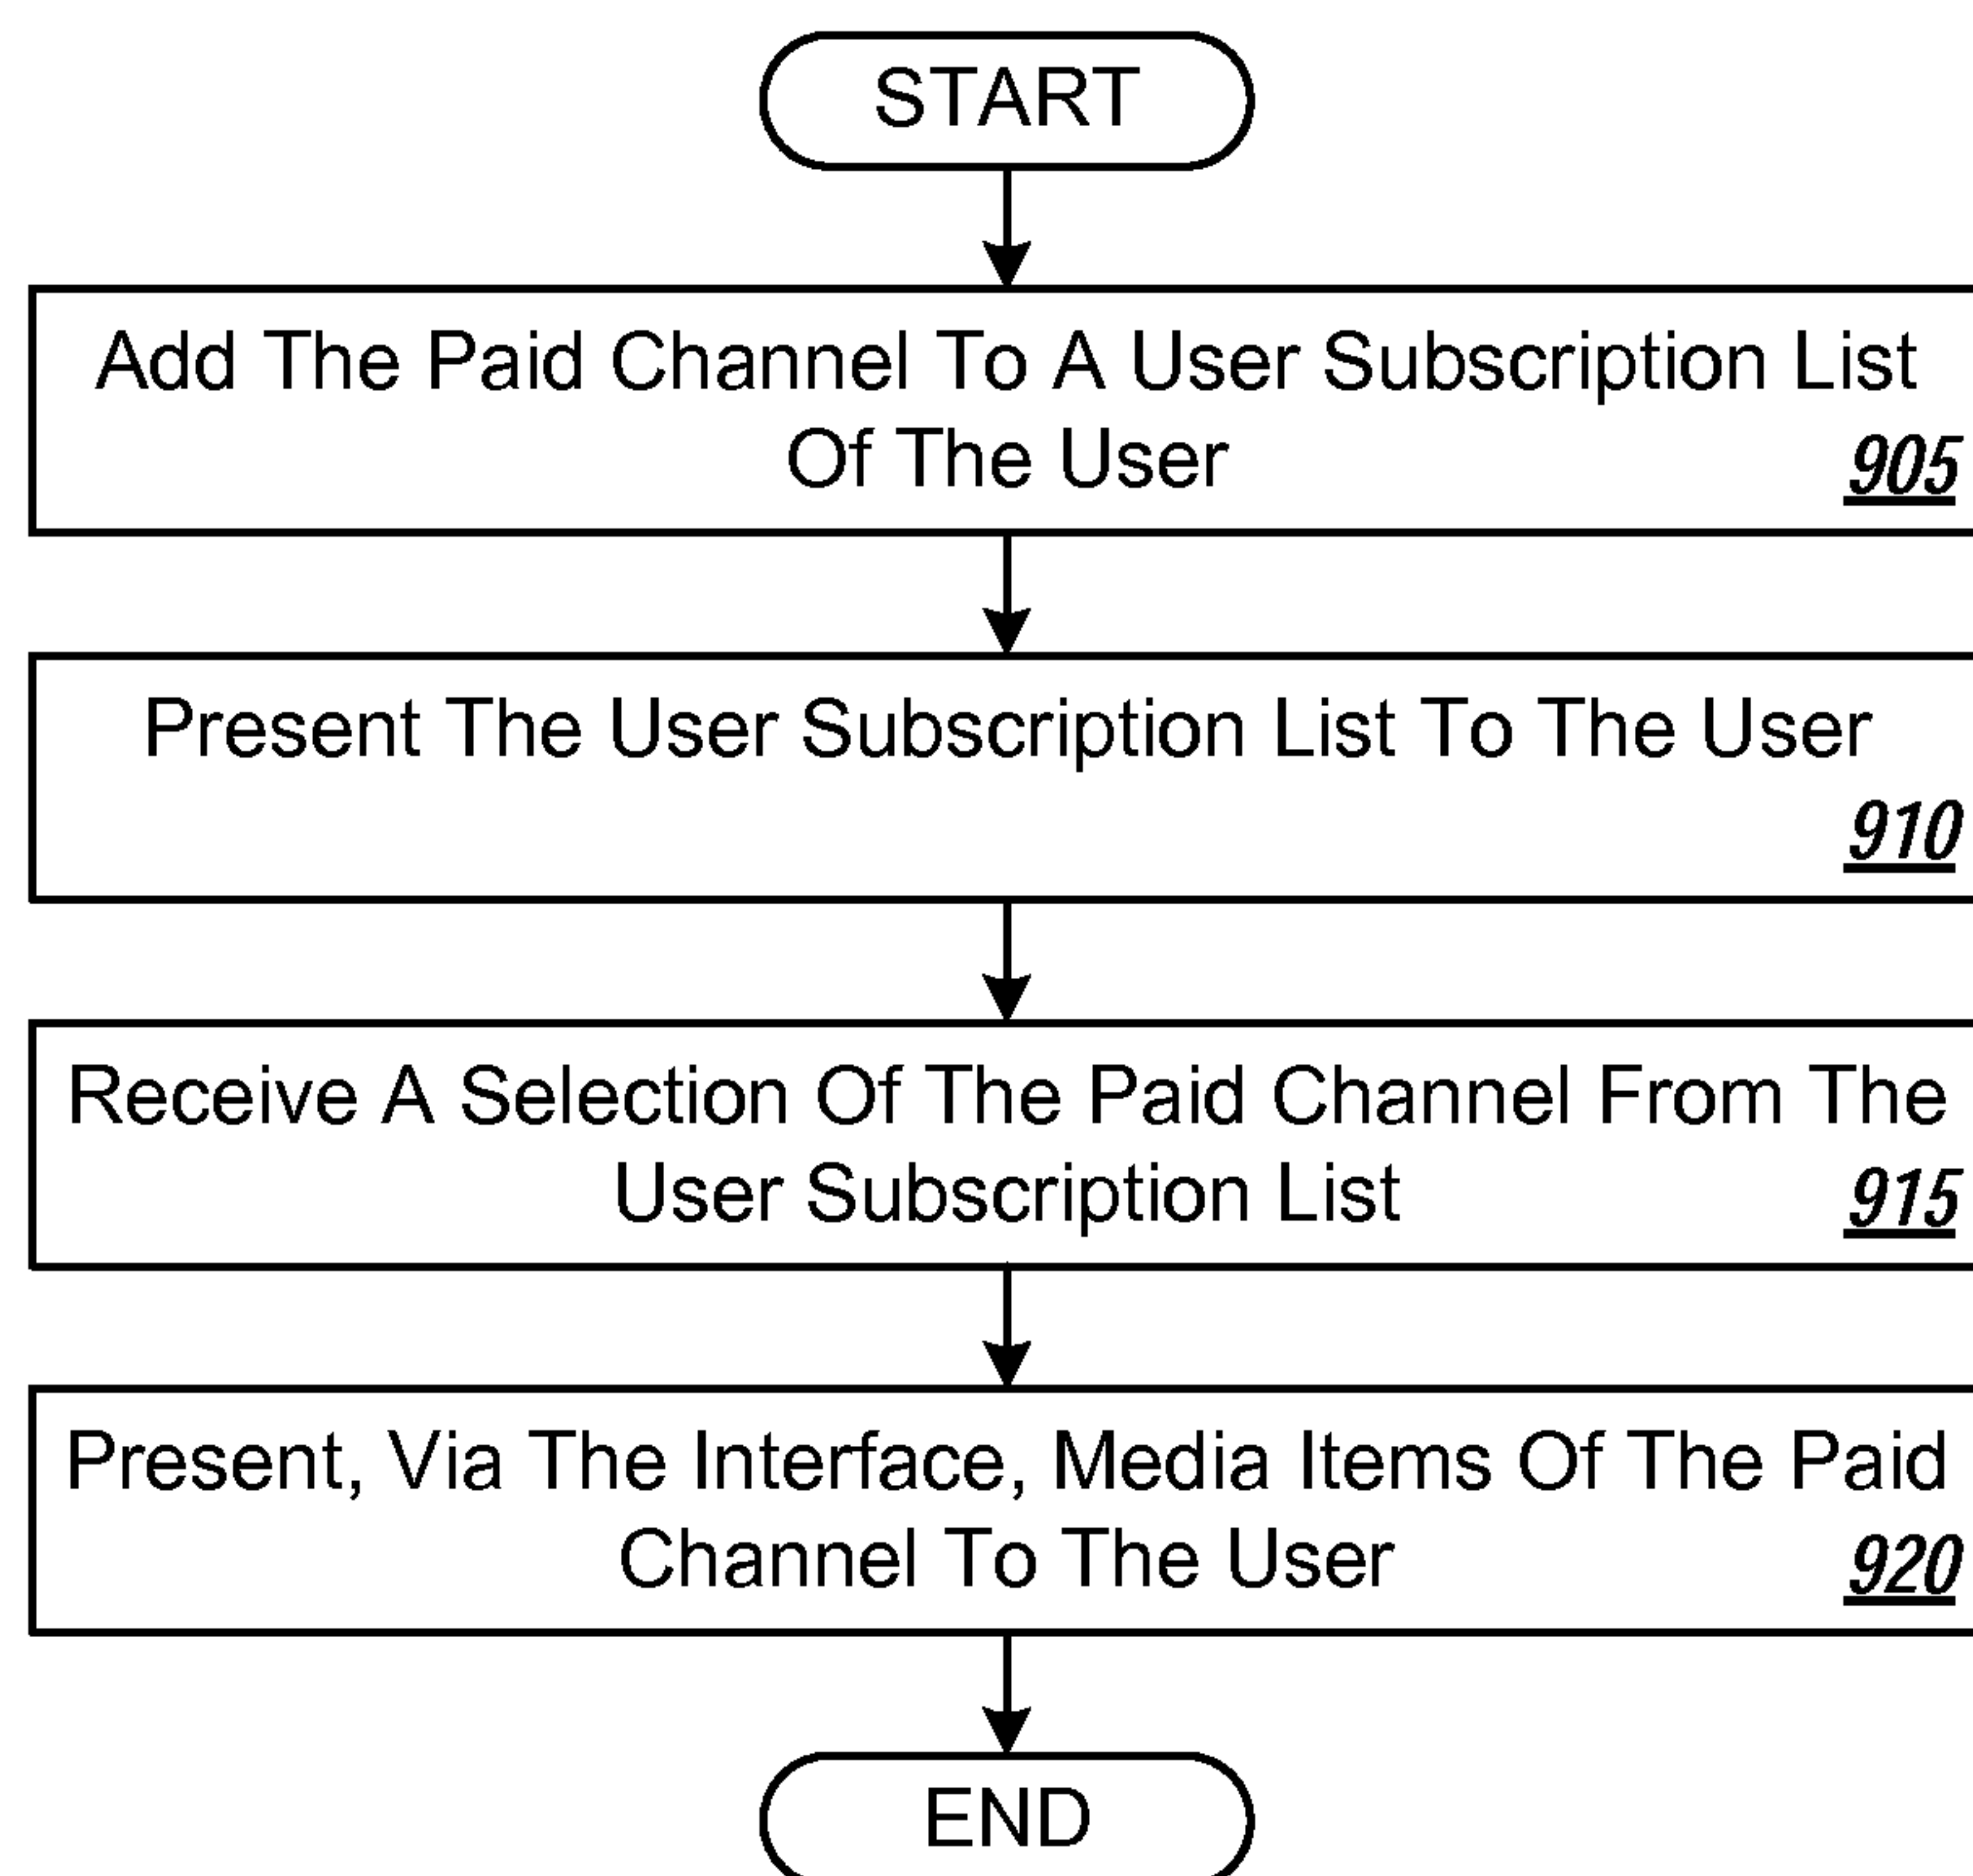 START
Add The Paid Channel To A User Subscription List
Of The User
905
Present The User Subscription List To The User
910
Receive A Selection Of The Paid Channel From The
User Subscription List
915
Present, Via The Interface, Media Items Of The Paid
Channel To The User
920
END